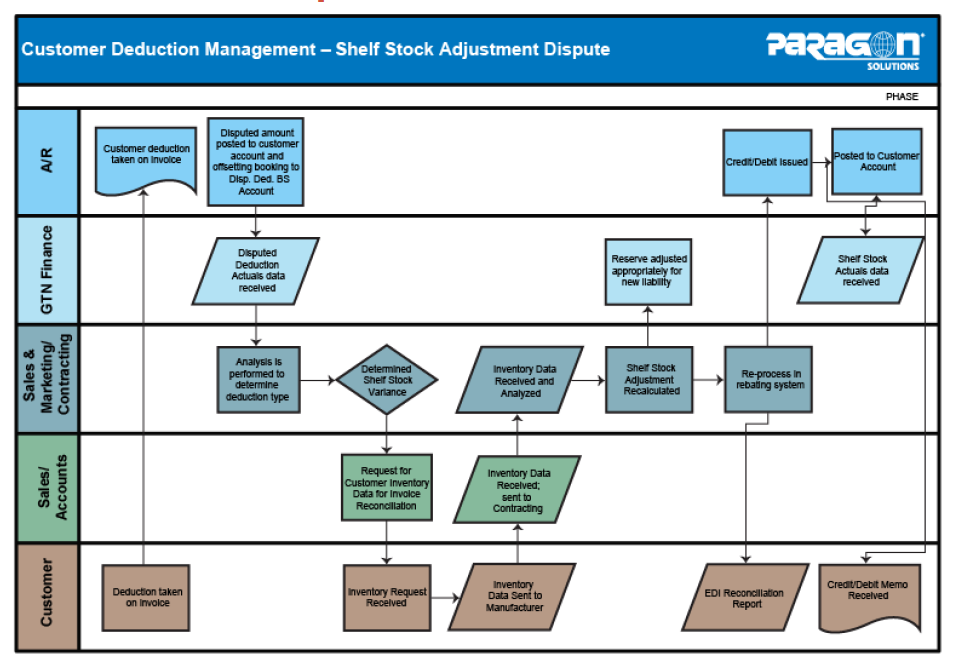 Customer Deduction Management – Shelf Stock Adjustment Dispute
PARAGON
SOLUTIONS
PHASE
A/R
Customer deduction
taken on Invoice
Disputed amount
posted to customer
account and
offsetting booking to
Disp. Ded. BS
Account
Credit/Debit Issued
Posted to Customer
Account
GTN Finance
Disputed
Deduction
Actuals data
received
Reserve adjusted
appropriately for
new liability
Shelf Stock
Actuals data
received
Sales &
Marketing/
Contracting
Analysis is
performed to
determine
deduction type
Determined
Shelf Stock
Variance
Inventory Data
Received and
Analyzed
Shelf Stock
Adjustment
Recalculated
Re-process in
rebating system
Sales/
Accounts
Request for
Customer Inventory
Data for Invoice
Reconciliation
Inventory Data
Received;
sent to
Contracting
Customer
Deduction taken
on Invoice
Inventory Request
Received
Inventory
Data Sent to
Manufacturer
EDI Reconciliation
Report
Credit/Debit Memo
Received